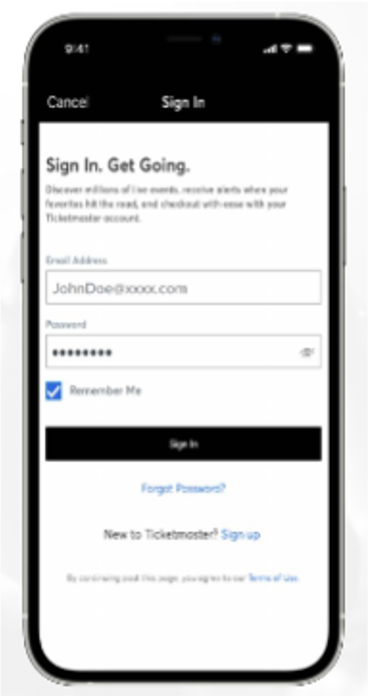 9:41
Cancel Sign In
Sign In. Get Going.
Discover millions of live events, receive alerts when your
favorites hit the road, and checkout with ease with your
Ticketmaster account.
Email Address
JohnDoe@xxxx.com
Password
••••••••
Remember Me
Sign In
Forgot Password?
New to Ticketmaster? Sign up
By continuing past this page, you agree to our Terms of Use